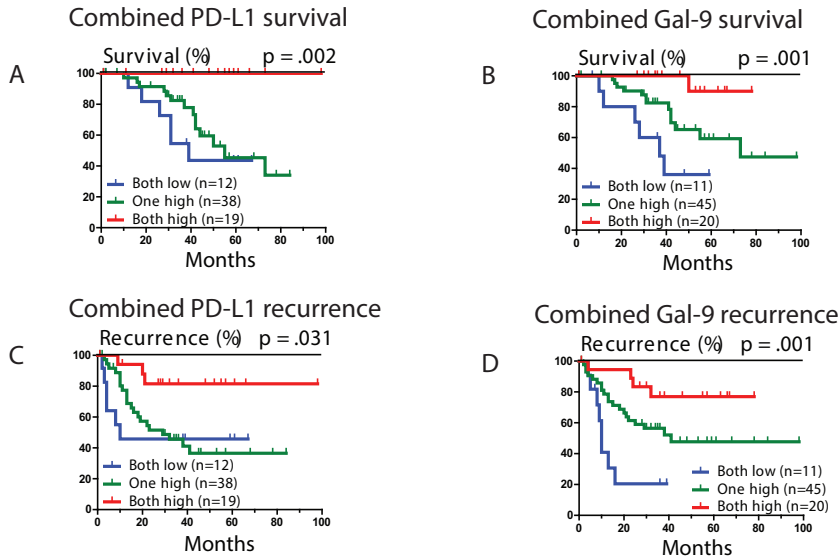 Combined PD-L1 survival
A
Survival (%) p = .002
100
80
60
40
20
0
Both low (n=12)
One high (n=38)
Both high (n=19)
0 20 40 60 80 100
Months
Combined Gal-9 survival
B
Survival (%) p = .001
100
80
60
40
20
0
Both low (n=11)
One high (n=45)
Both high (n=20)
0 20 40 60 80 100
Months
Combined PD-L1 recurrence
C
Recurrence (%) p = .031
100
80
60
40
20
0
Both low (n=12)
One high (n=38)
Both high (n=19)
0 20 40 60 80 100
Months
Combined Gal-9 recurrence
D
Recurrence (%) p = .001
100
80
60
40
20
0
Both low (n=11)
One high (n=45)
Both high (n=20)
0 20 40 60 80 100
Months